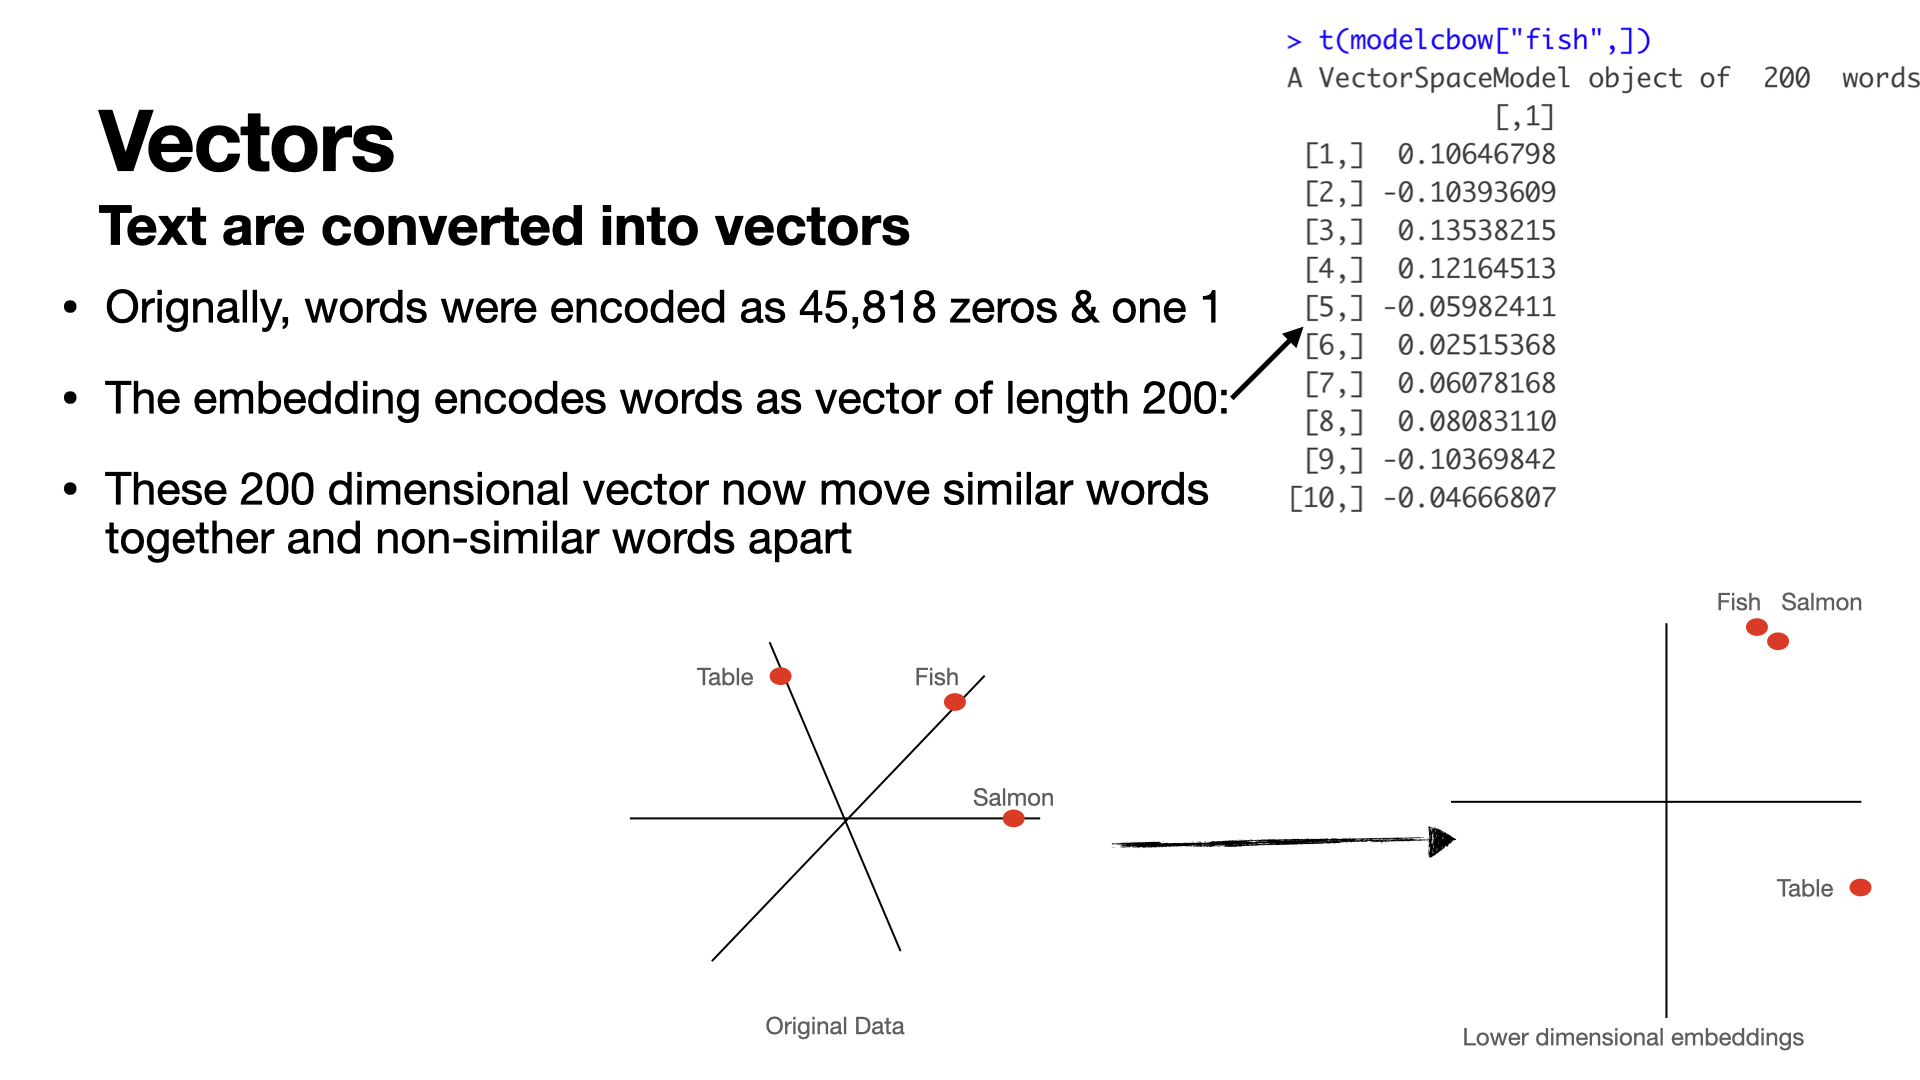 Vectors
Text are converted into vectors
• Orignally, words were encoded as 45,818 zeros & one 1
• The embedding encodes words as vector of length 200:
• These 200 dimensional vector now move similar words
together and non-similar words apart
> t(modelcbow["fish",])
A VectorSpaceModel object of  200  words
[,1]
[1,]  0.10646798
[2,] -0.10393609
[3,]  0.13538215
[4,]  0.12164513
[5,] -0.05982411
[6,]  0.02515368
[7,]  0.06078168
[8,]  0.08083110
[9,] -0.10369842
[10,] -0.04666807
Table
Fish
Salmon
Original Data
Fish Salmon
Table
Lower dimensional embeddings